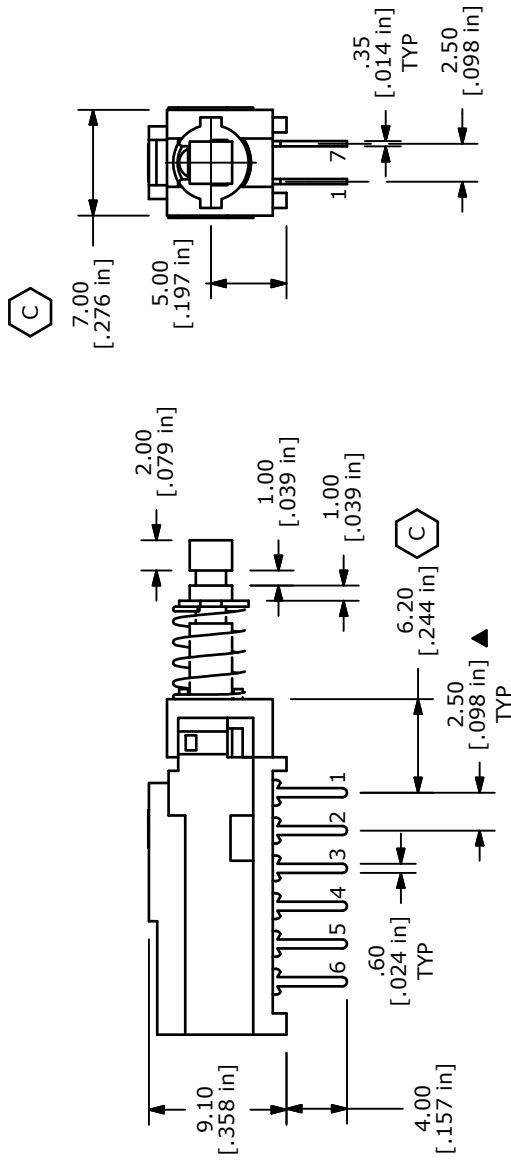 C
7.00
[.276 in]
5.00
[.197 in]
.35
[.014 in]
TYP
2.50
[.098 in]
1
7
2.00
[.079 in]
1.00
[.039 in]
1.00
[.039 in]
C
6.20
[.244 in]
2.50
[.098 in] ▲
TYP
1
2
3
4
5
6
.60
[.024 in]
TYP
9.10
[.358 in]
4.00
[.157 in]